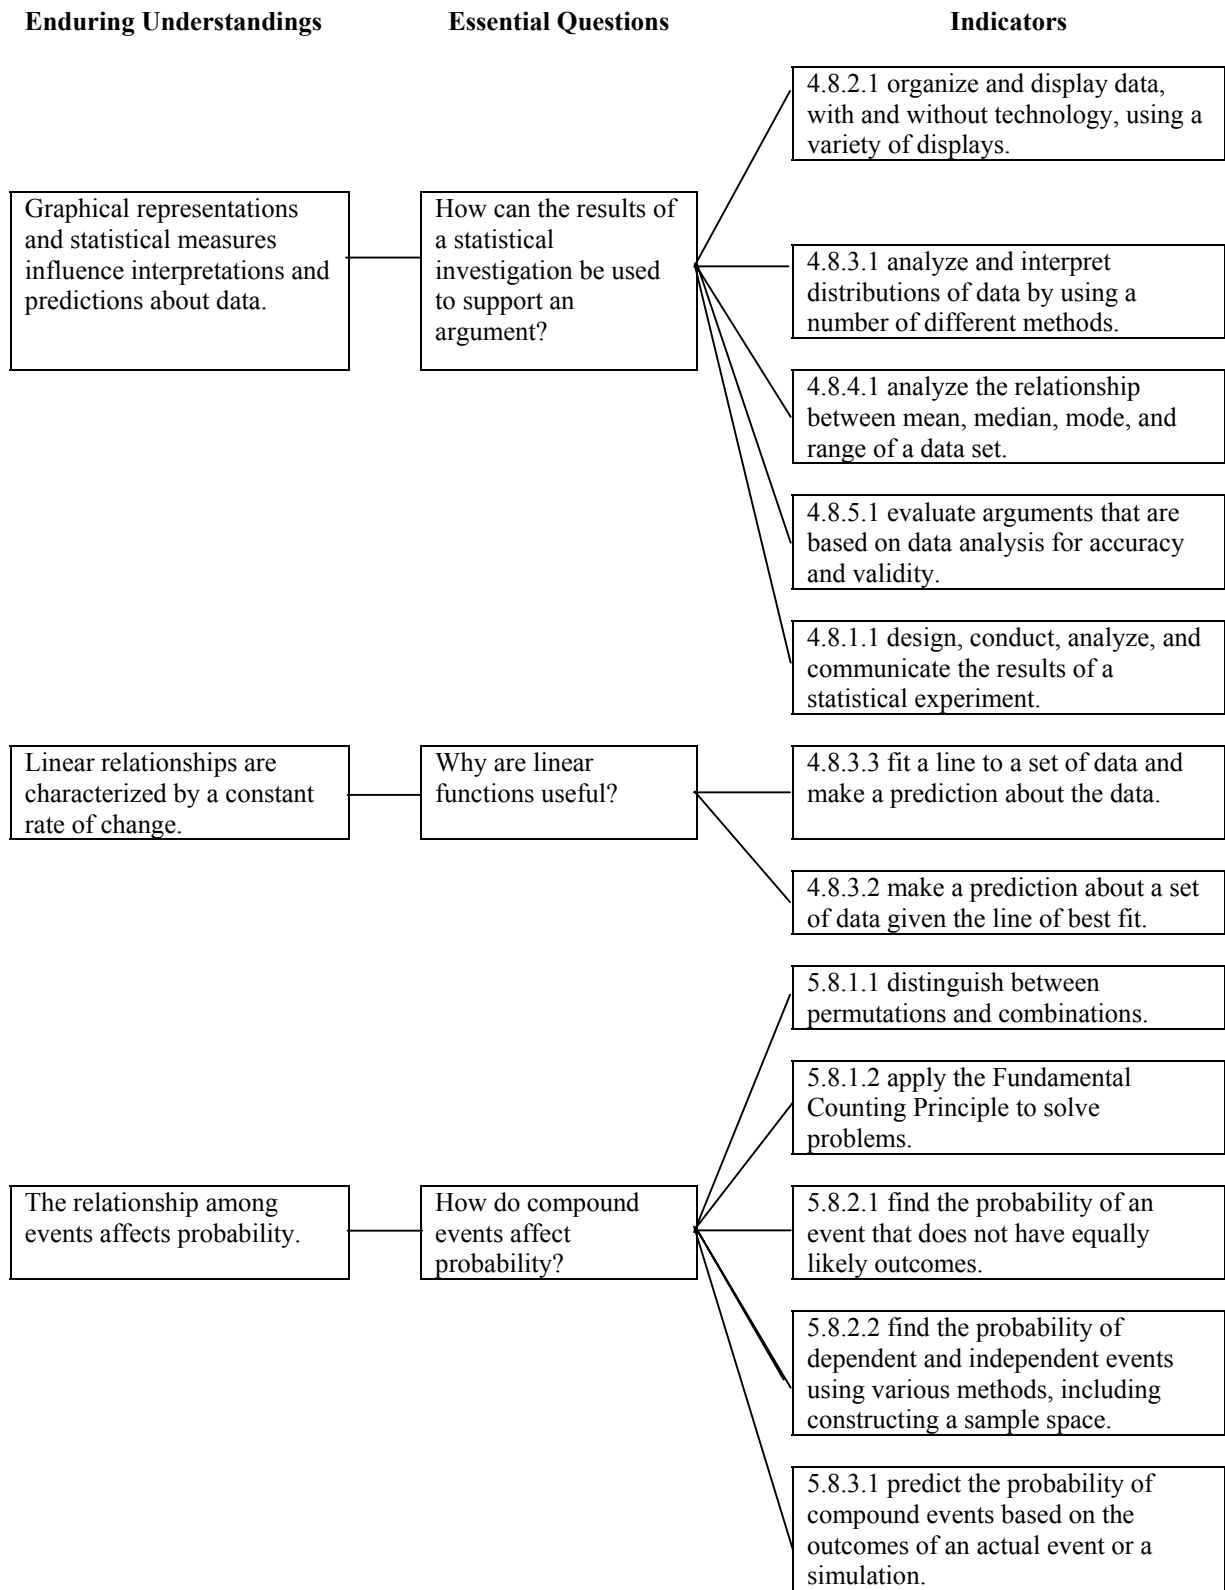 Enduring Understandings
Essential Questions
Indicators
4.8.2.1 organize and display data,
with and without technology, using a
variety of displays.
Graphical representations
and statistical measures
influence interpretations and
predictions about data.
How can the results of
a statistical
investigation be used
to support an
argument?
4.8.3.1 analyze and interpret
distributions of data by using a
number of different methods.
4.8.4.1 analyze the relationship
between mean, median, mode, and
range of a data set.
4.8.5.1 evaluate arguments that are
based on data analysis for accuracy
and validity.
4.8.1.1 design, conduct, analyze, and
communicate the results of a
statistical experiment.
Linear relationships are
characterized by a constant
rate of change.
Why are linear
functions useful?
4.8.3.3 fit a line to a set of data and
make a prediction about the data.
4.8.3.2 make a prediction about a set
of data given the line of best fit.
5.8.1.1 distinguish between
permutations and combinations.
5.8.1.2 apply the Fundamental
Counting Principle to solve
problems.
The relationship among
events affects probability.
How do compound
events affect
probability?
5.8.2.1 find the probability of an
event that does not have equally
likely outcomes.
5.8.2.2 find the probability of
dependent and independent events
using various methods, including
constructing a sample space.
5.8.3.1 predict the probability of
compound events based on the
outcomes of an actual event or a
simulation.